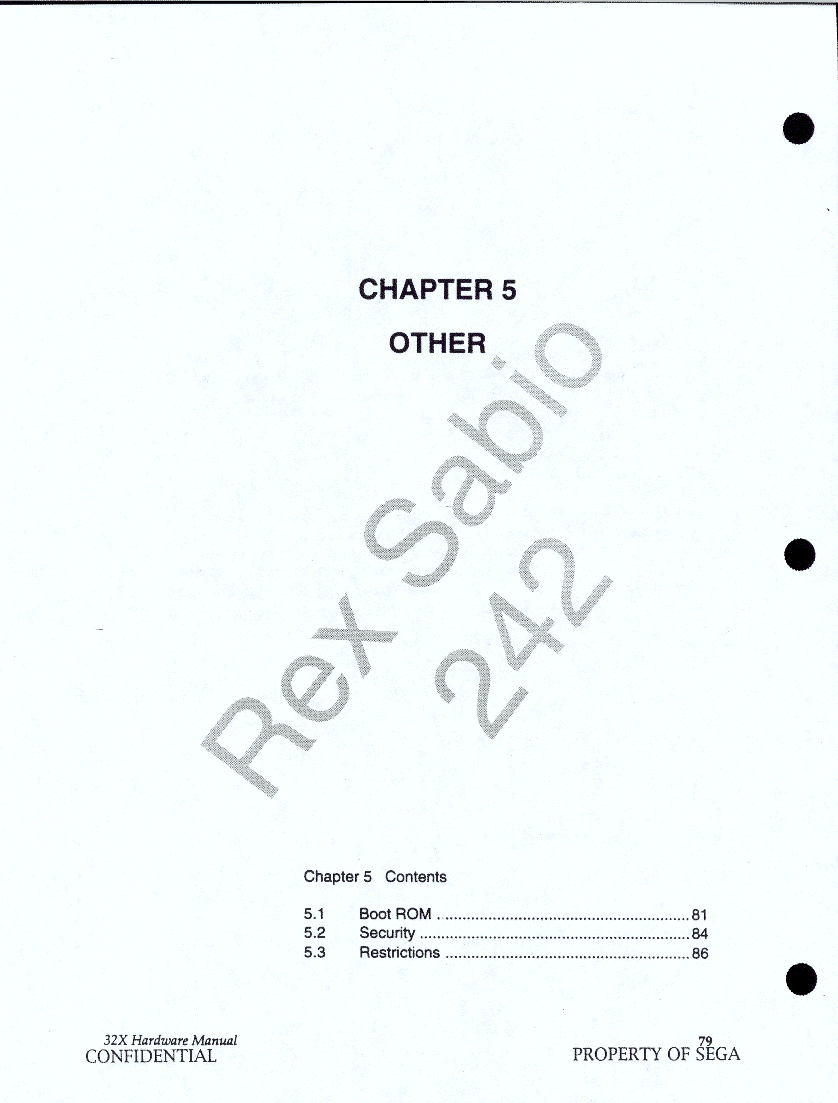 CHAPTER 5
OTHER
Rex Sabio
242
Chapter 5 Contents
5.1 Boot ROM . ......................................................... 81
5.2 Security .............................................................. 84
5.3 Restrictions ........................................................ 86
32X Hardware Manual
CONFIDENTIAL
79
PROPERTY OF SEGA